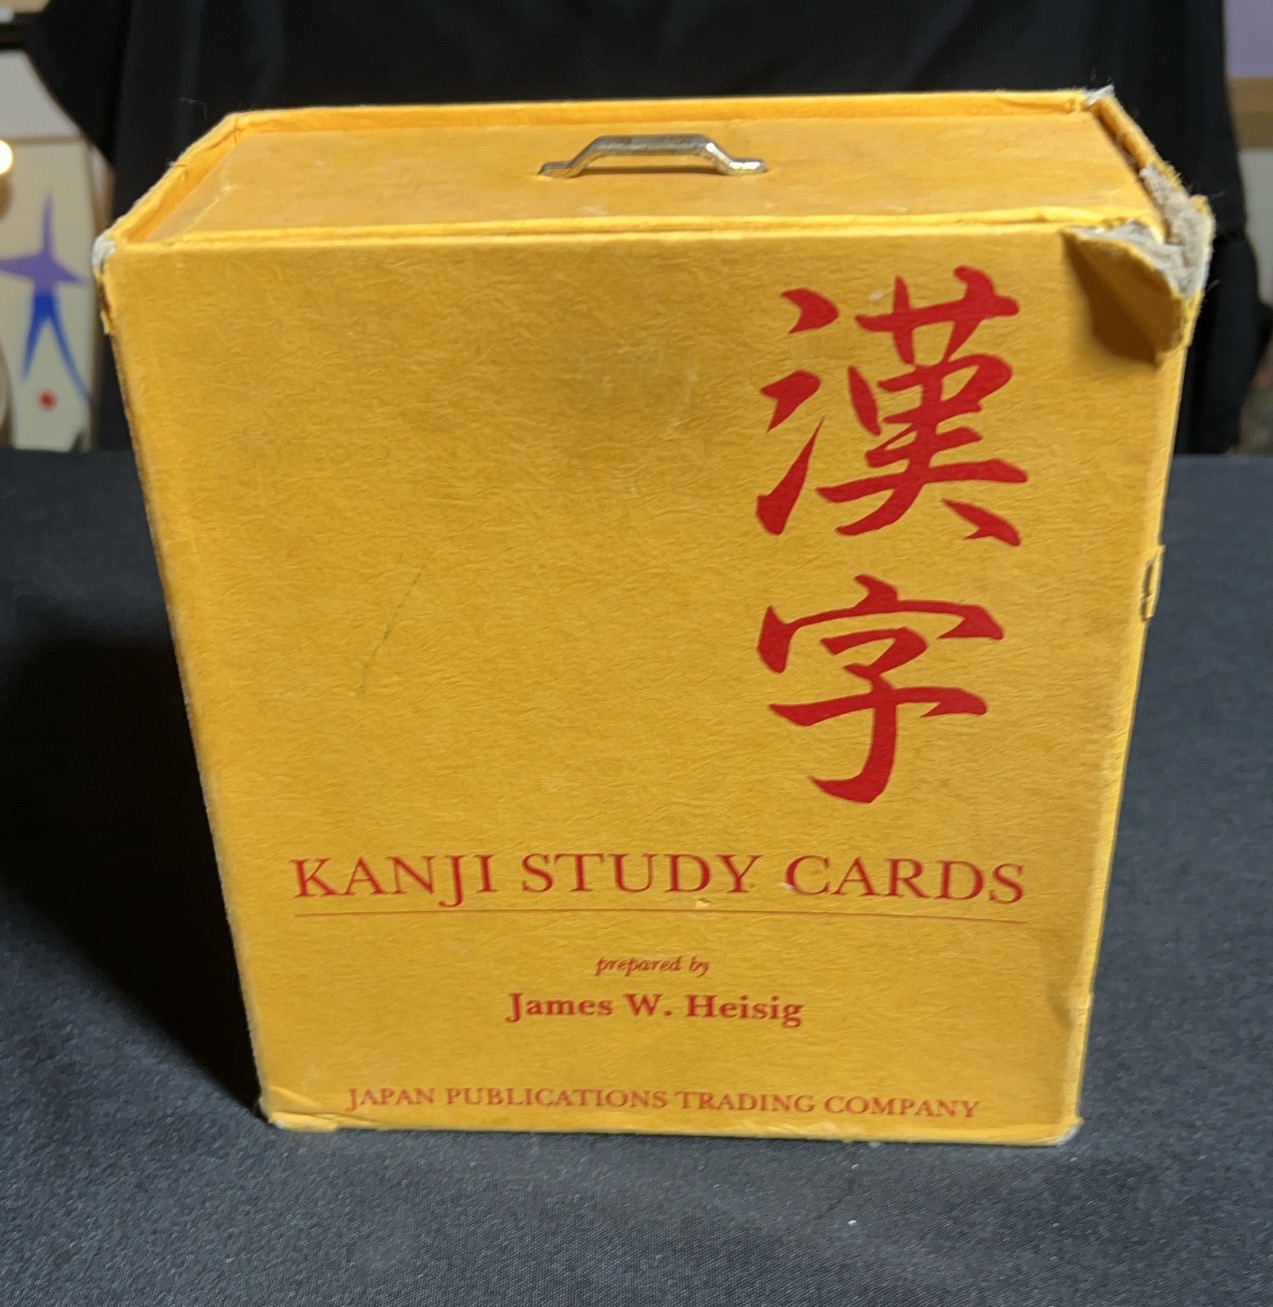 漢字
KANJI STUDY CARDS
prepared by
James W. Heisig
JAPAN PUBLICATIONS TRADING COMPANY